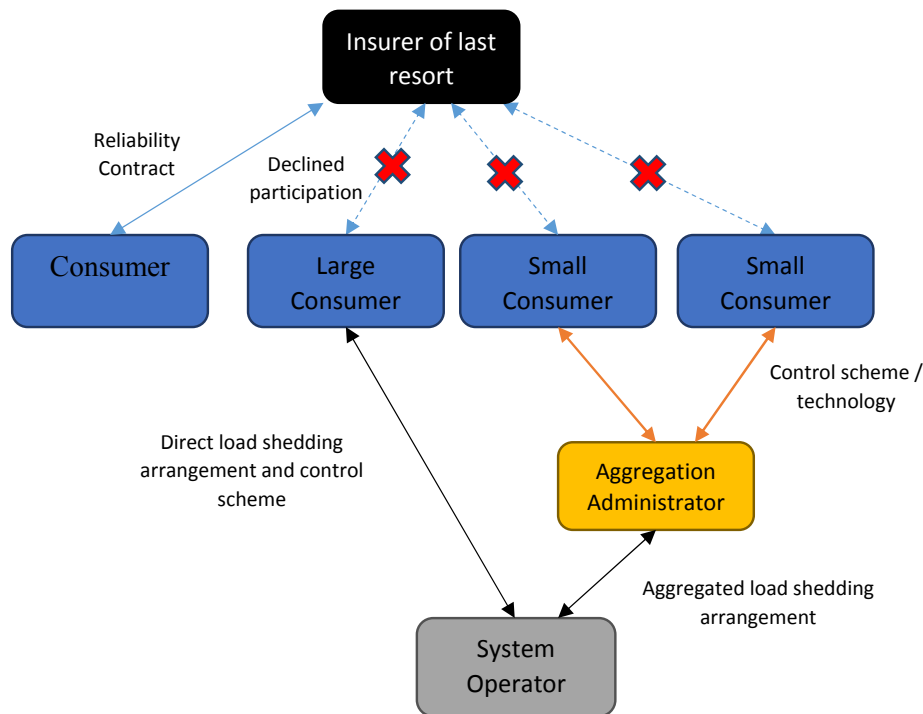 Insurer of last
resort
Reliability
Contract
Declined
participation
Consumer
Large
Consumer
Small
Consumer
Small
Consumer
Control scheme /
technology
Direct load shedding
arrangement and control
scheme
Aggregation
Administrator
Aggregated load shedding
arrangement
System
Operator